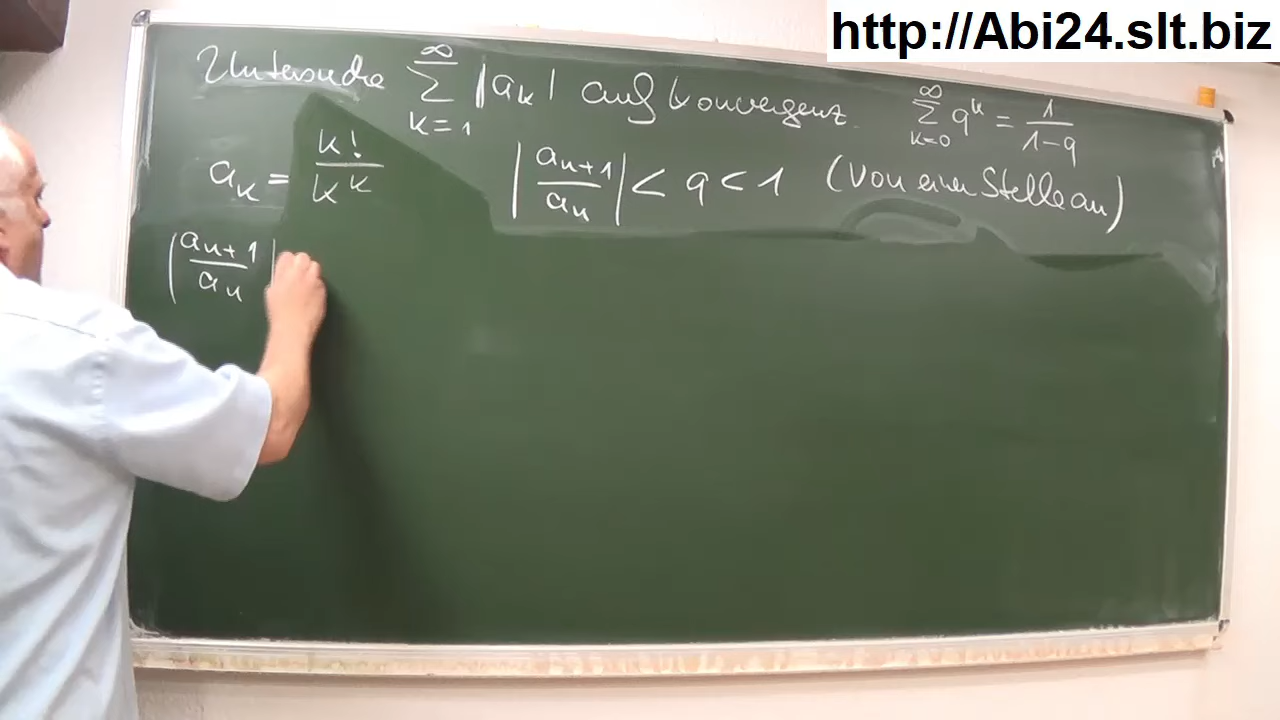 http://Abi24.slt.biz
Untersuche ∑_{k=1}^{∞} |a_k| auf Konvergenz. ∑_{k=0}^{∞} q^k = 1/(1-q)
a_k = k!/k^k |a_{n+1}/a_n| < q < 1 (von einer Stelle an)
|a_{n+1}/a_n|